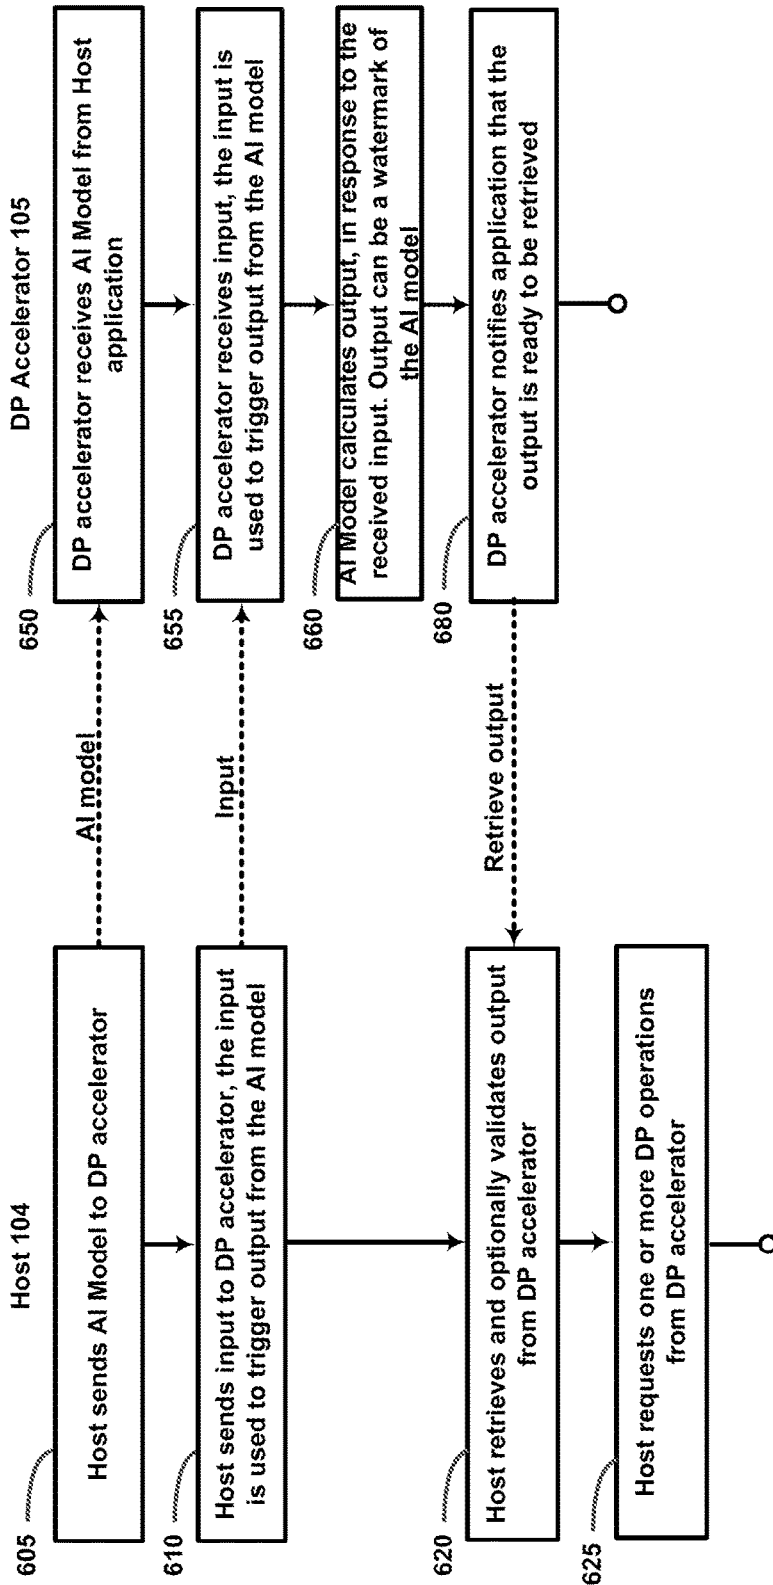 Host 104
605
Host sends AI Model to DP accelerator
610
Host sends input to DP accelerator, the input
is used to trigger output from the AI model
620
Host retrieves and optionally validates output
from DP accelerator
625
Host requests one or more DP operations
from DP accelerator
AI model
Input
Retrieve output
DP Accelerator 105
650
DP accelerator receives AI Model from Host
application
655
DP accelerator receives input, the input is
used to trigger output from the AI model
660
AI Model calculates output, in response to the
received input. Output can be a watermark of
the AI model
680
DP accelerator notifies application that the
output is ready to be retrieved